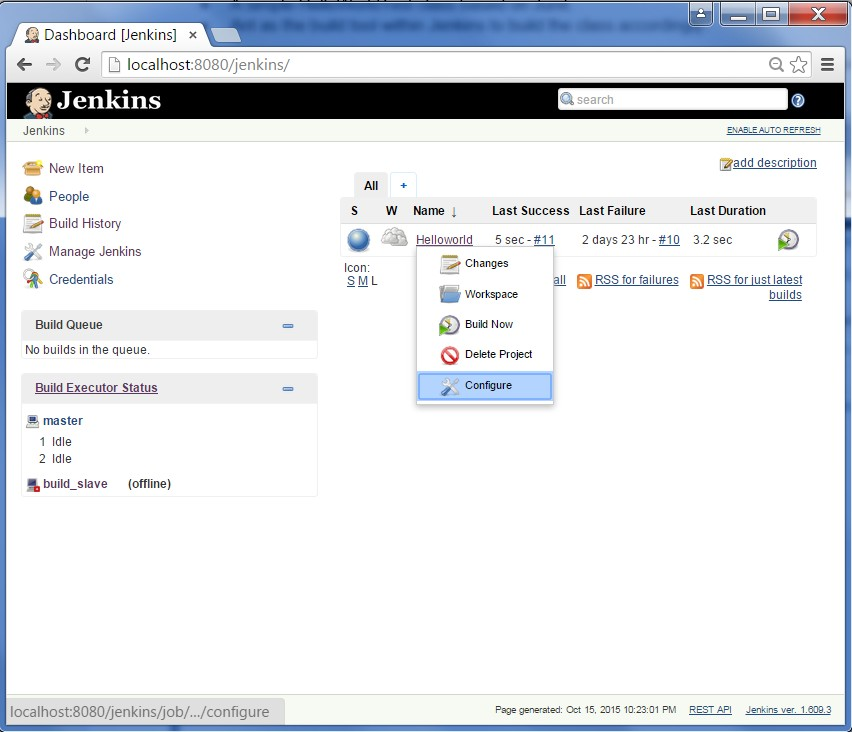 Dashboard [Jenkins]
localhost:8080/jenkins/
Jenkins
search
Jenkins
ENABLE AUTO REFRESH
New Item
People
Build History
Manage Jenkins
Credentials
add description
All +
S W Name ↓ Last Success Last Failure Last Duration
Helloworld 5 sec - #11 2 days 23 hr - #10 3.2 sec
Icon:
S M L
all RSS for failures RSS for just latest
builds
Changes
Workspace
Build Now
Delete Project
Configure
Build Queue
No builds in the queue.
Build Executor Status
master
1 Idle
2 Idle
build_slave (offline)
localhost:8080/jenkins/job/.../configure
Page generated: Oct 15, 2015 10:23:01 PM REST API Jenkins ver. 1.609.3